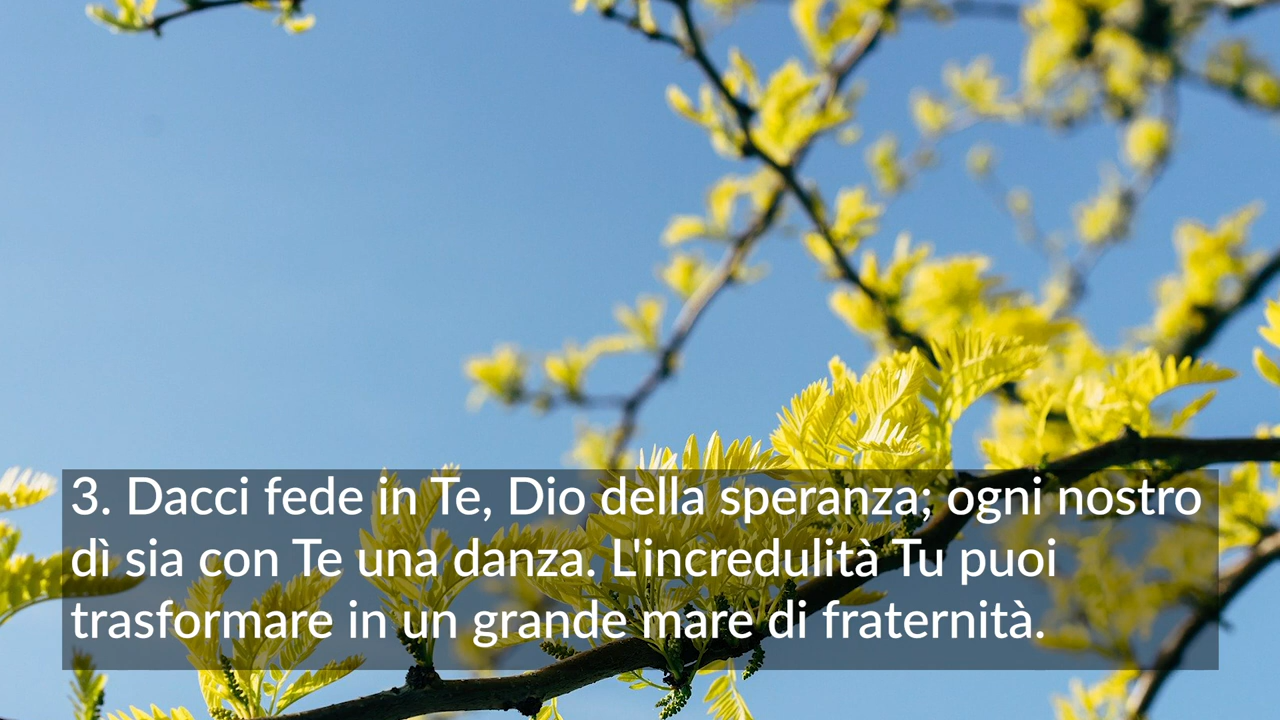 3. Dacci fede in Te, Dio della speranza; ogni nostro
dì sia con Te una danza. L'incredulità Tu puoi
trasformare in un grande mare di fraternità.